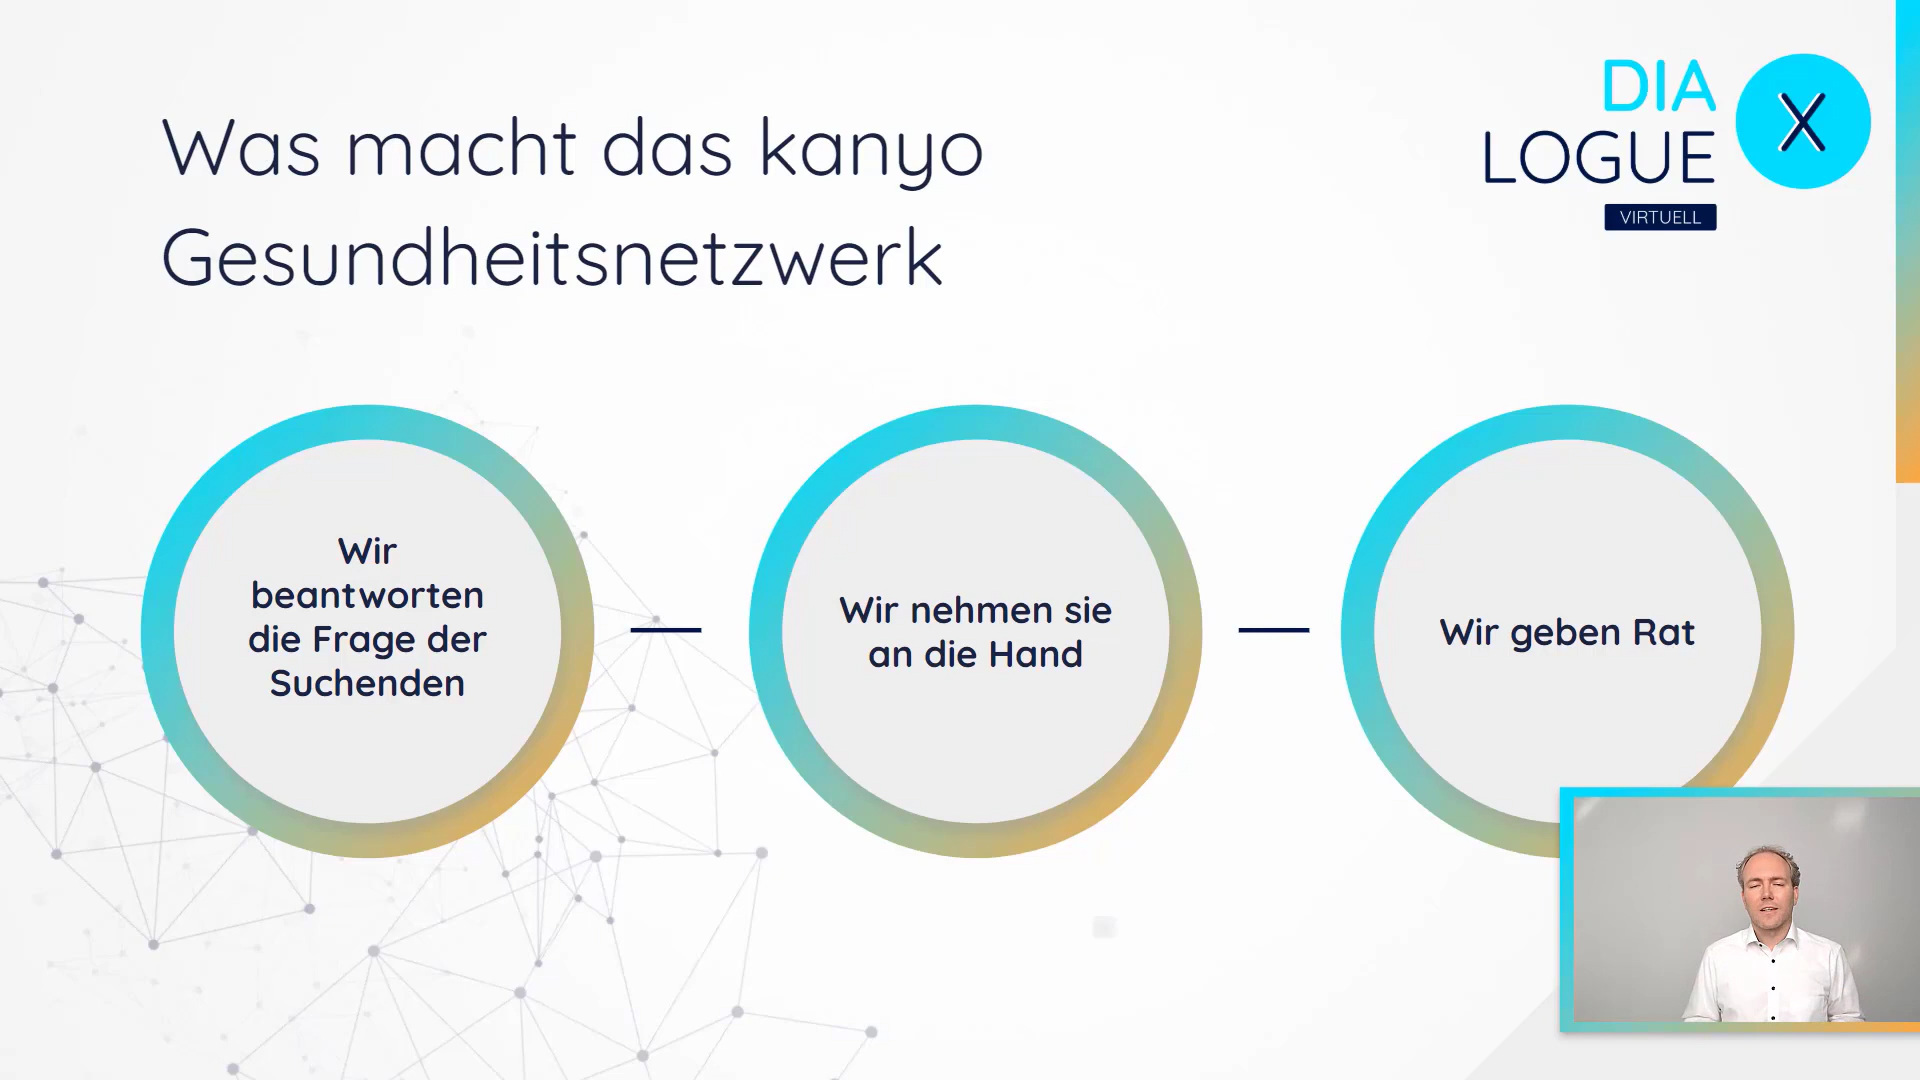 Was macht das kanyo
Gesundheitsnetzwerk
DIA
LOGUE
X
VIRTUELL
Wir
beantworten
die Frage der
Suchenden
Wir nehmen sie
an die Hand
Wir geben Rat